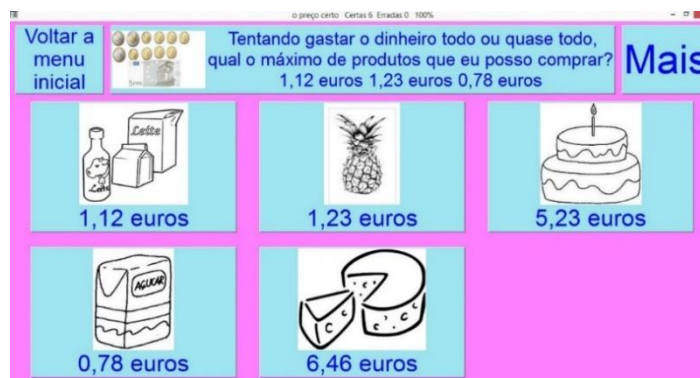 o preço certo Certas 6 Erradas 0 100%
Voltar a
menu
inicial
Tentando gastar o dinheiro todo ou quase todo,
qual o máximo de produtos que eu posso comprar?
1,12 euros 1,23 euros 0,78 euros
Mais
Leite
Leite
1,12 euros
1,23 euros
5,23 euros
AÇUCAR
0,78 euros
6,46 euros